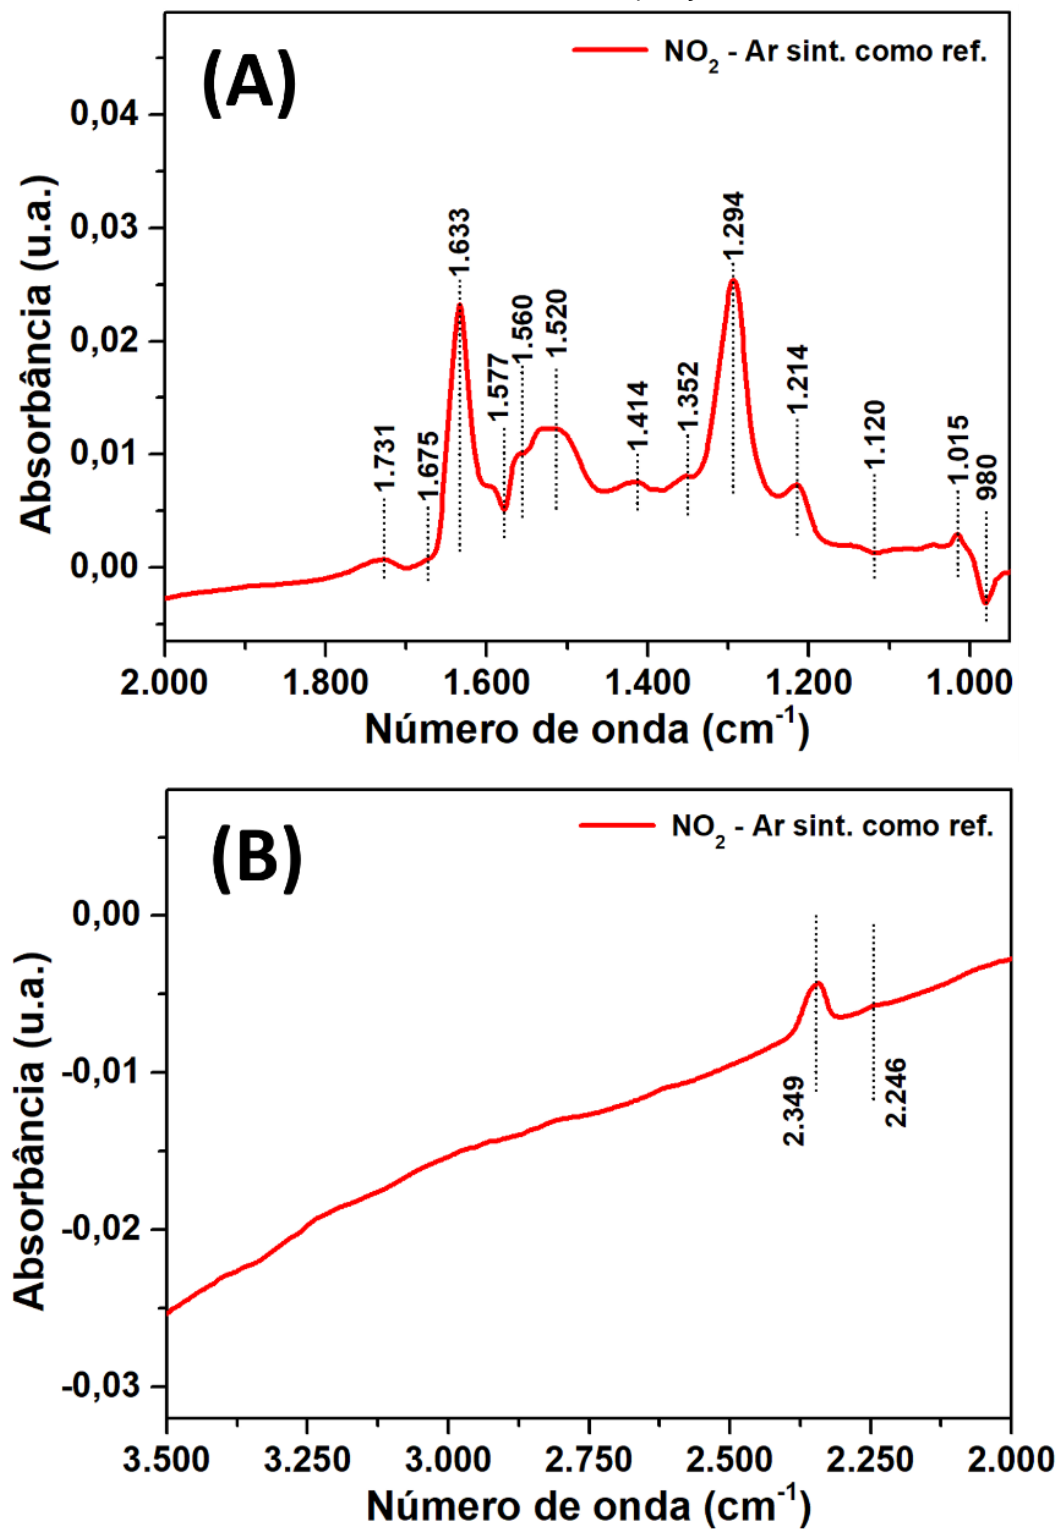 (A)
NO2 - Ar sint. como ref.
Absorbância (u.a.)
0,04
0,03
0,02
0,01
0,00
1.731
1.675
1.633
1.577
1.560
1.520
1.414
1.352
1.294
1.214
1.120
1.015
980
2.000 1.800 1.600 1.400 1.200 1.000
Número de onda (cm-1)
(B)
NO2 - Ar sint. como ref.
Absorbância (u.a.)
0,00
-0,01
-0,02
-0,03
2.349
2.246
3.500 3.250 3.000 2.750 2.500 2.250 2.000
Número de onda (cm-1)